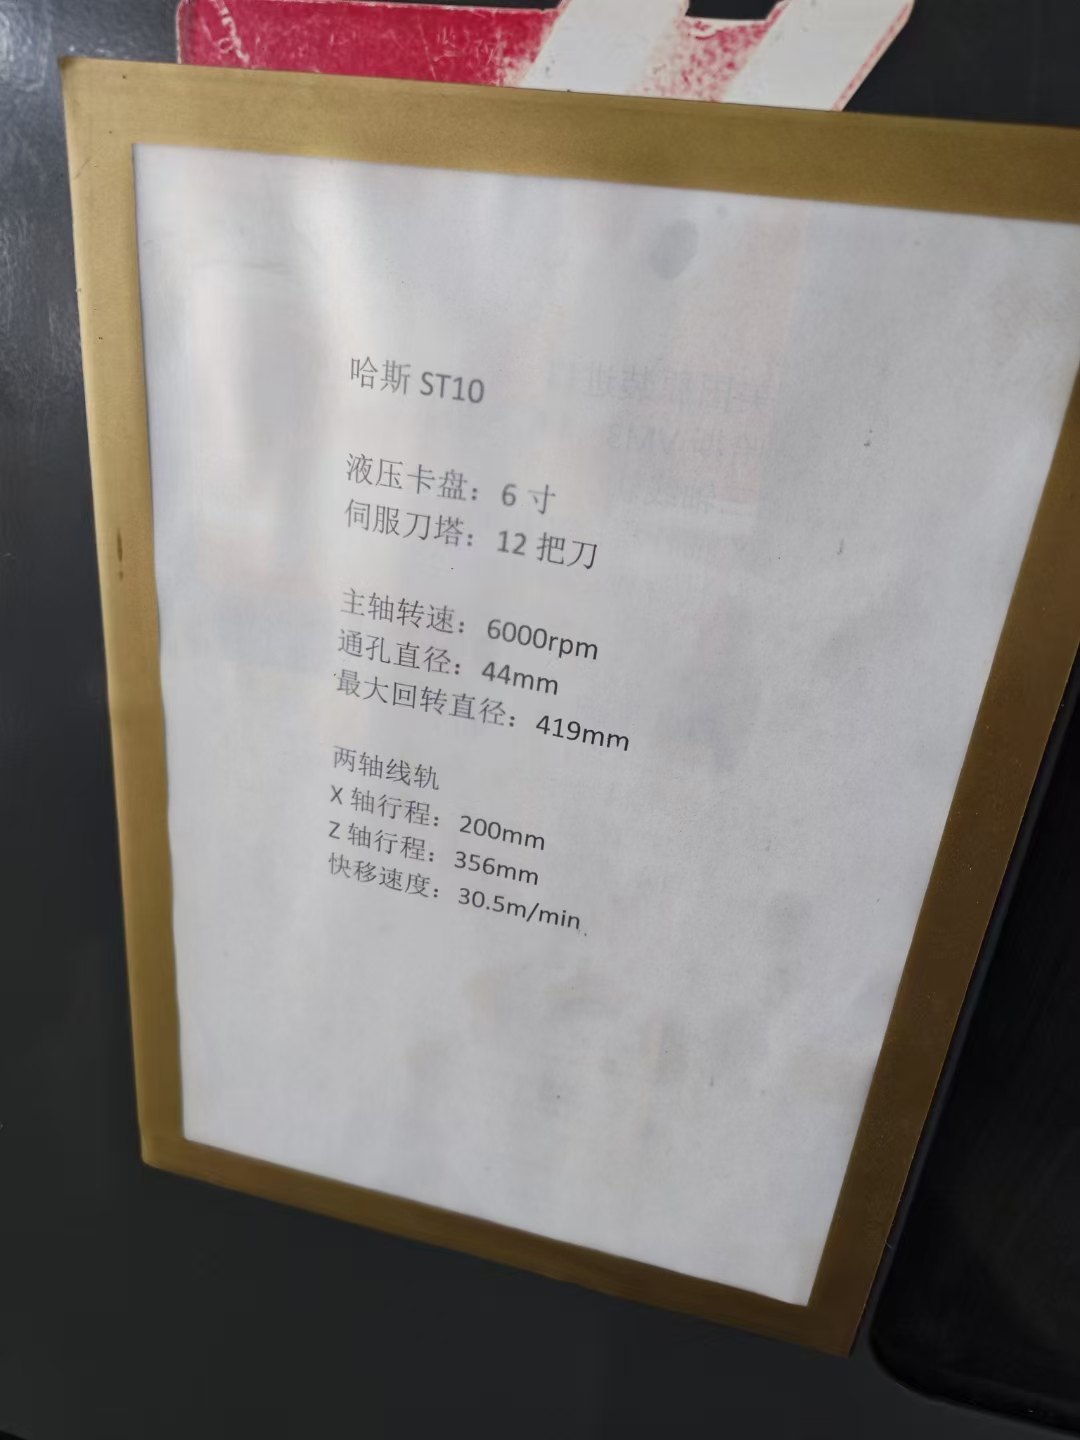 哈斯 ST10
液压卡盘：6 寸
伺服刀塔：12 把刀
主轴转速：6000rpm
通孔直径：44mm
最大回转直径：419mm
两轴线轨
X 轴行程：200mm
Z 轴行程：356mm
快移速度：30.5m/min